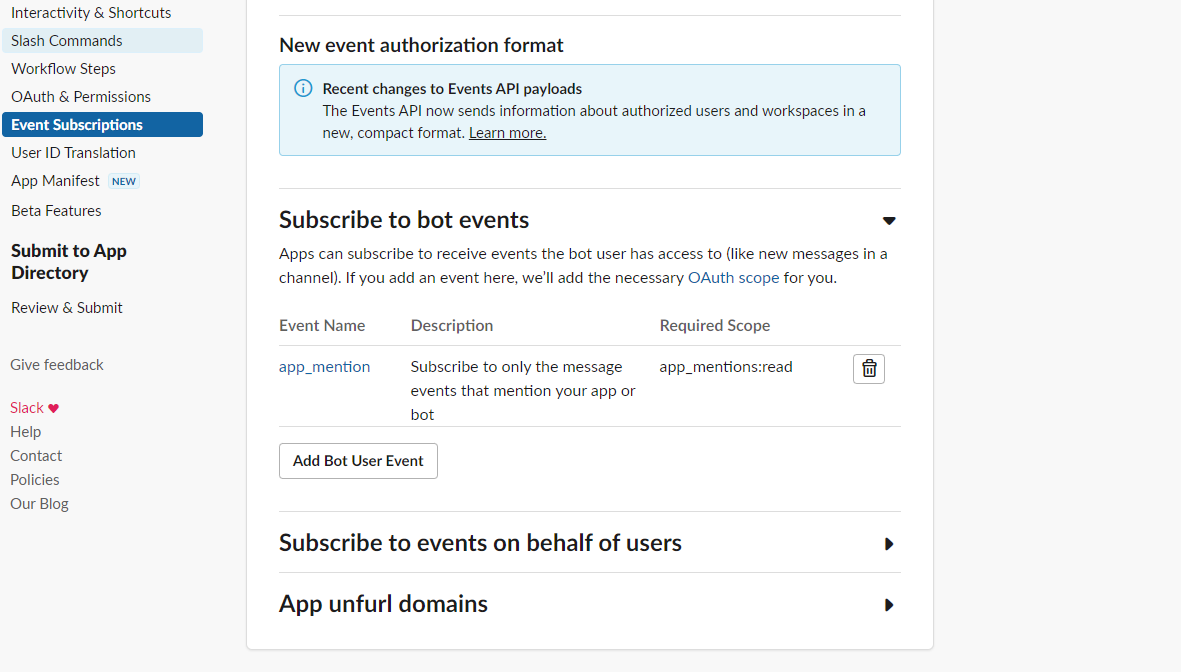 Interactivity & Shortcuts
Slash Commands
Workflow Steps
OAuth & Permissions
Event Subscriptions
User ID Translation
App Manifest NEW
Beta Features
Submit to App
Directory
Review & Submit
Give feedback
Slack
Help
Contact
Policies
Our Blog
New event authorization format
Recent changes to Events API payloads
The Events API now sends information about authorized users and workspaces in a
new, compact format. Learn more.
Subscribe to bot events
Apps can subscribe to receive events the bot user has access to (like new messages in a
channel). If you add an event here, we’ll add the necessary OAuth scope for you.
Event Name Description Required Scope
app_mention Subscribe to only the message app_mentions:read
events that mention your app or
bot
Add Bot User Event
Subscribe to events on behalf of users
App unfurl domains